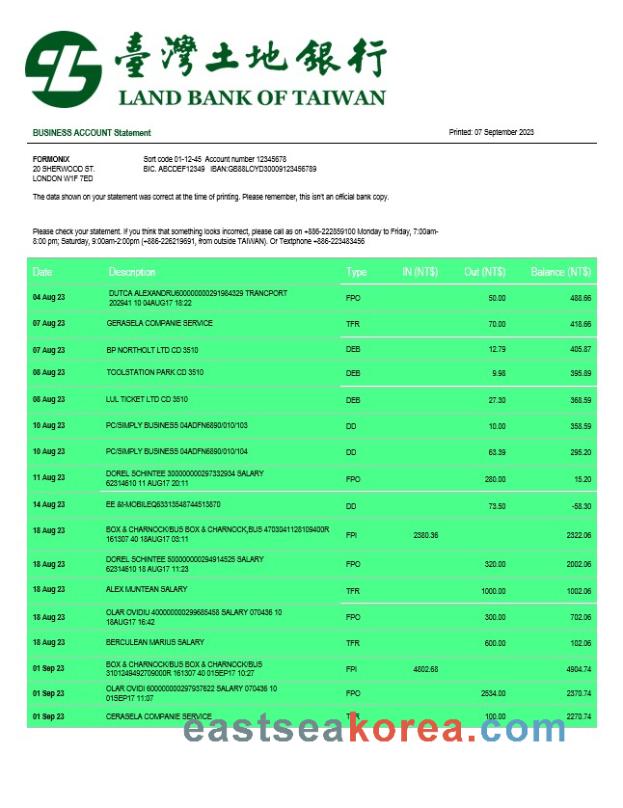 臺灣土地銀行
LAND BANK OF TAIWAN
BUSINESS ACCOUNT Statement Printed: 07 September 2023
FORMONIX Sort code 01-12-45 Account number 12345678
20 SHERWOOD ST. BIC. ABCDEF12349 IBAN:GB88LOYD30009123456789
LONDON W1F 7ED
The data shown on your statement was correct at the time of printing. Please remember, this isn't an official bank copy.
Please check your statement. If you think that something looks incorrect, please call as on +886-222859100 Monday to Friday, 7:00am-
8:00 pm; Saturday, 9:00am-2:00pm (+886-226219691, from outside TAIWAN). Or Textphone +886-223483456
Date Description Type IN (NT$) Out (NT$) Balance (NT$)
04 Aug 23 DUTCA ALEXANDRU600000000291984329 TRANCPORT
202941 10 04AUG17 18:22 FPO 50.00 488.66
07 Aug 23 GERASELA COMPANIE SERVICE TFR 70.00 418.66
07 Aug 23 BP NORTHOLT LTD CD 3510 DEB 12.79 405.87
08 Aug 23 TOOLSTATION PARK CD 3510 DEB 9.98 395.89
08 Aug 23 LUL TICKET LTD CD 3510 DEB 27.30 368.59
10 Aug 23 PC/SIMPLY BUSINESS 04ADFN6890/010/103 DD 10.00 358.59
10 Aug 23 PC/SIMPLY BUSINESS 04ADFN6890/010/104 DD 63.39 295.20
11 Aug 23 DOREL SCHINTEE 300000000297332934 SALARY
62314610 11 AUG17 20:11 FPO 280.00 15.20
14 Aug 23 EE &I-MOBILEQ63313548744513870 DD 73.50 -58.30
18 Aug 23 BOX & CHARNOCK/BUS BOX & CHARNOCK,BUS 4703041128109400R
161307 40 18AUG17 03:11 FPI 2380.36 2322.06
18 Aug 23 DOREL SCHINTEE 500000000294914525 SALARY
62314610 18 AUG17 11:23 FPO 320.00 2002.06
18 Aug 23 ALEX MUNTEAN SALARY TFR 1000.00 1002.06
18 Aug 23 OLAR OVIDIU 400000000299685458 SALARY 070436 10
18AUG17 16:42 FPO 300.00 702.06
18 Aug 23 BERCULEAN MARIUS SALARY TFR 600.00 102.06
01 Sep 23 BOX & CHARNOCK/BUS BOX & CHARNOCK/BUS
3101249492709000R 161307 40 01SEP17 10:27 FPI 4802.68 4904.74
01 Sep 23 OLAR OVIDI 600000000297937622 SALARY 070436 10
01SEP17 11:07 FPO 2534.00 2370.74
01 Sep 23 CERASELA COMPANIE SERVICE TFR 100.00 2270.74
eastseakorea.com